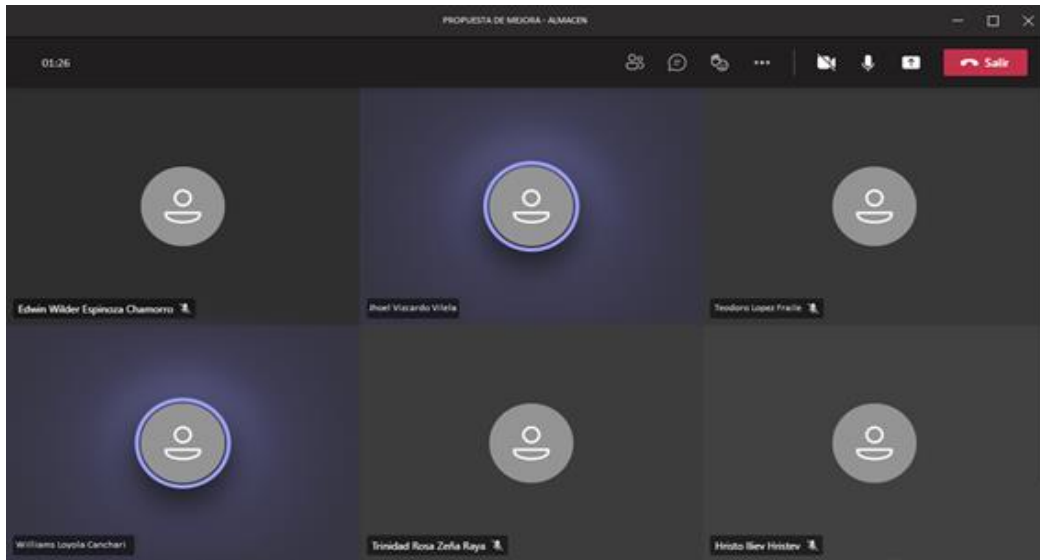 PROPUESTA DE MEJORA - ALMACEN
01:26
Salir
Edwin Wilder Espinoza Chamorro
Jhoel Vizcardo Vilela
Teodoro Lopez Fraile
Williams Loyola Canchari
Trinidad Rosa Zeña Raya
Hristo Iliev Hristev